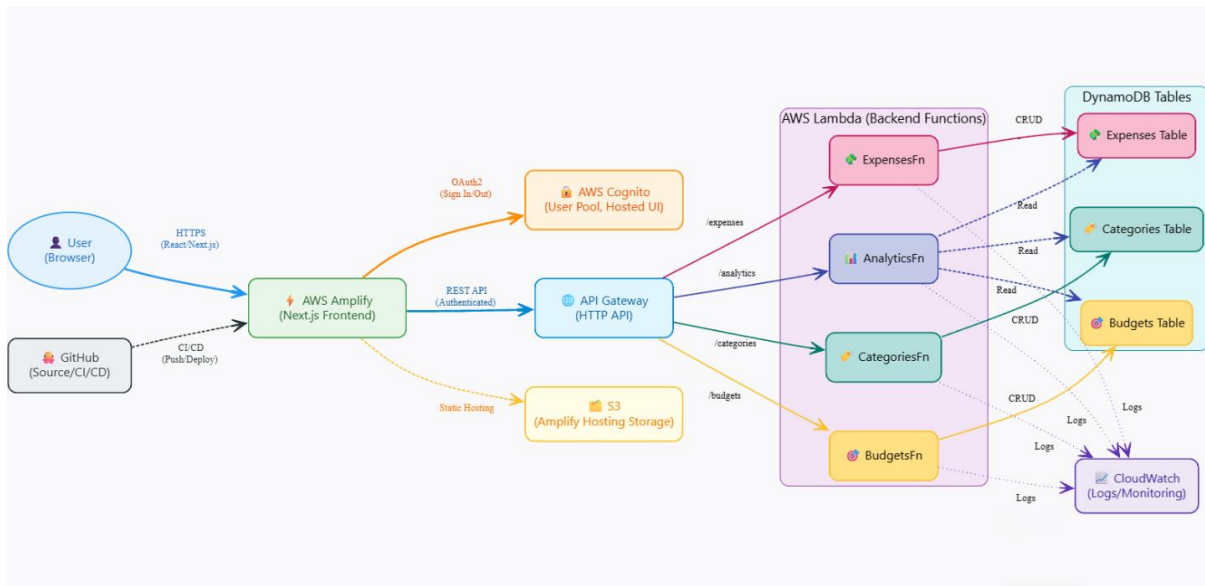 User
(Browser)
HTTPS
(React/Next.js)
GitHub
(Source/CI/CD)
CI/CD
(Push/Deploy)
AWS Amplify
(Next.js Frontend)
OAuth2
(Sign In/Out)
REST API
(Authenticated)
Static Hosting
AWS Cognito
(User Pool, Hosted UI)
API Gateway
(HTTP API)
S3
(Amplify Hosting Storage)
/expenses
/analytics
/categories
/budgets
AWS Lambda (Backend Functions)
ExpensesFn
AnalyticsFn
CategoriesFn
BudgetsFn
CRUD
Read
Read
Read
CRUD
CRUD
Logs
Logs
Logs
Logs
DynamoDB Tables
Expenses Table
Categories Table
Budgets Table
CloudWatch
(Logs/Monitoring)